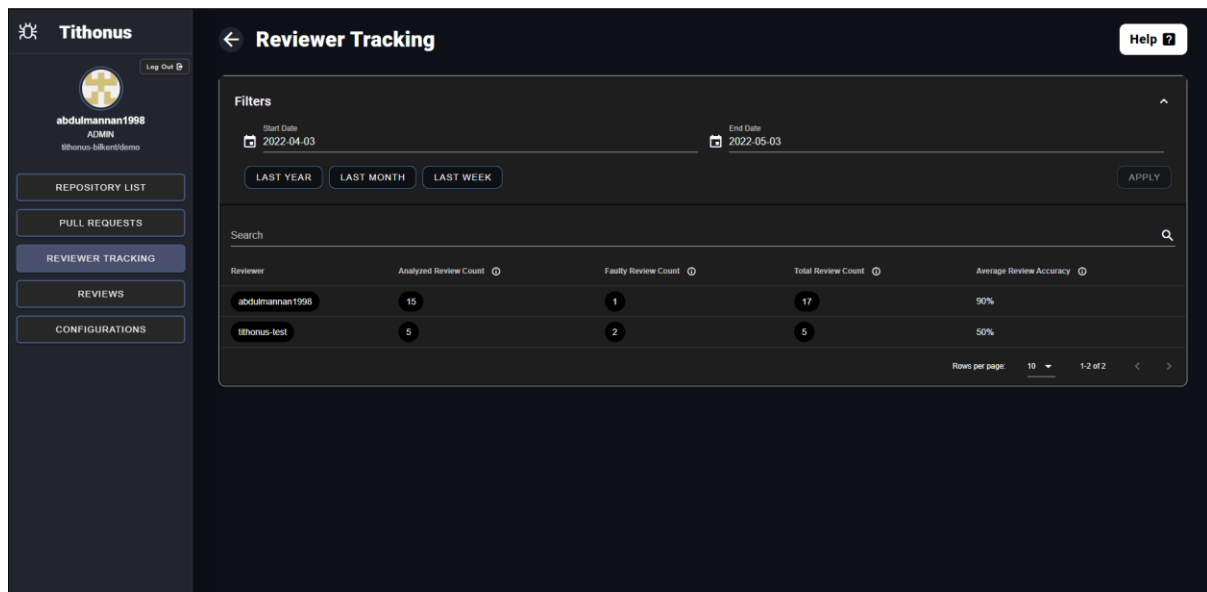 Tithonus
Log Out
abdulmannan1998
ADMIN
tithonus-bilkent/demo
REPOSITORY LIST
PULL REQUESTS
REVIEWER TRACKING
REVIEWS
CONFIGURATIONS
Reviewer Tracking
Help ?
Filters
Start Date
2022-04-03
End Date
2022-05-03
LAST YEAR LAST MONTH LAST WEEK APPLY
Search
Reviewer Analyzed Review Count Faulty Review Count Total Review Count Average Review Accuracy
abdulmannan1998 15 1 17 90%
tithonus-test 5 2 5 50%
Rows per page: 10 1-2 of 2